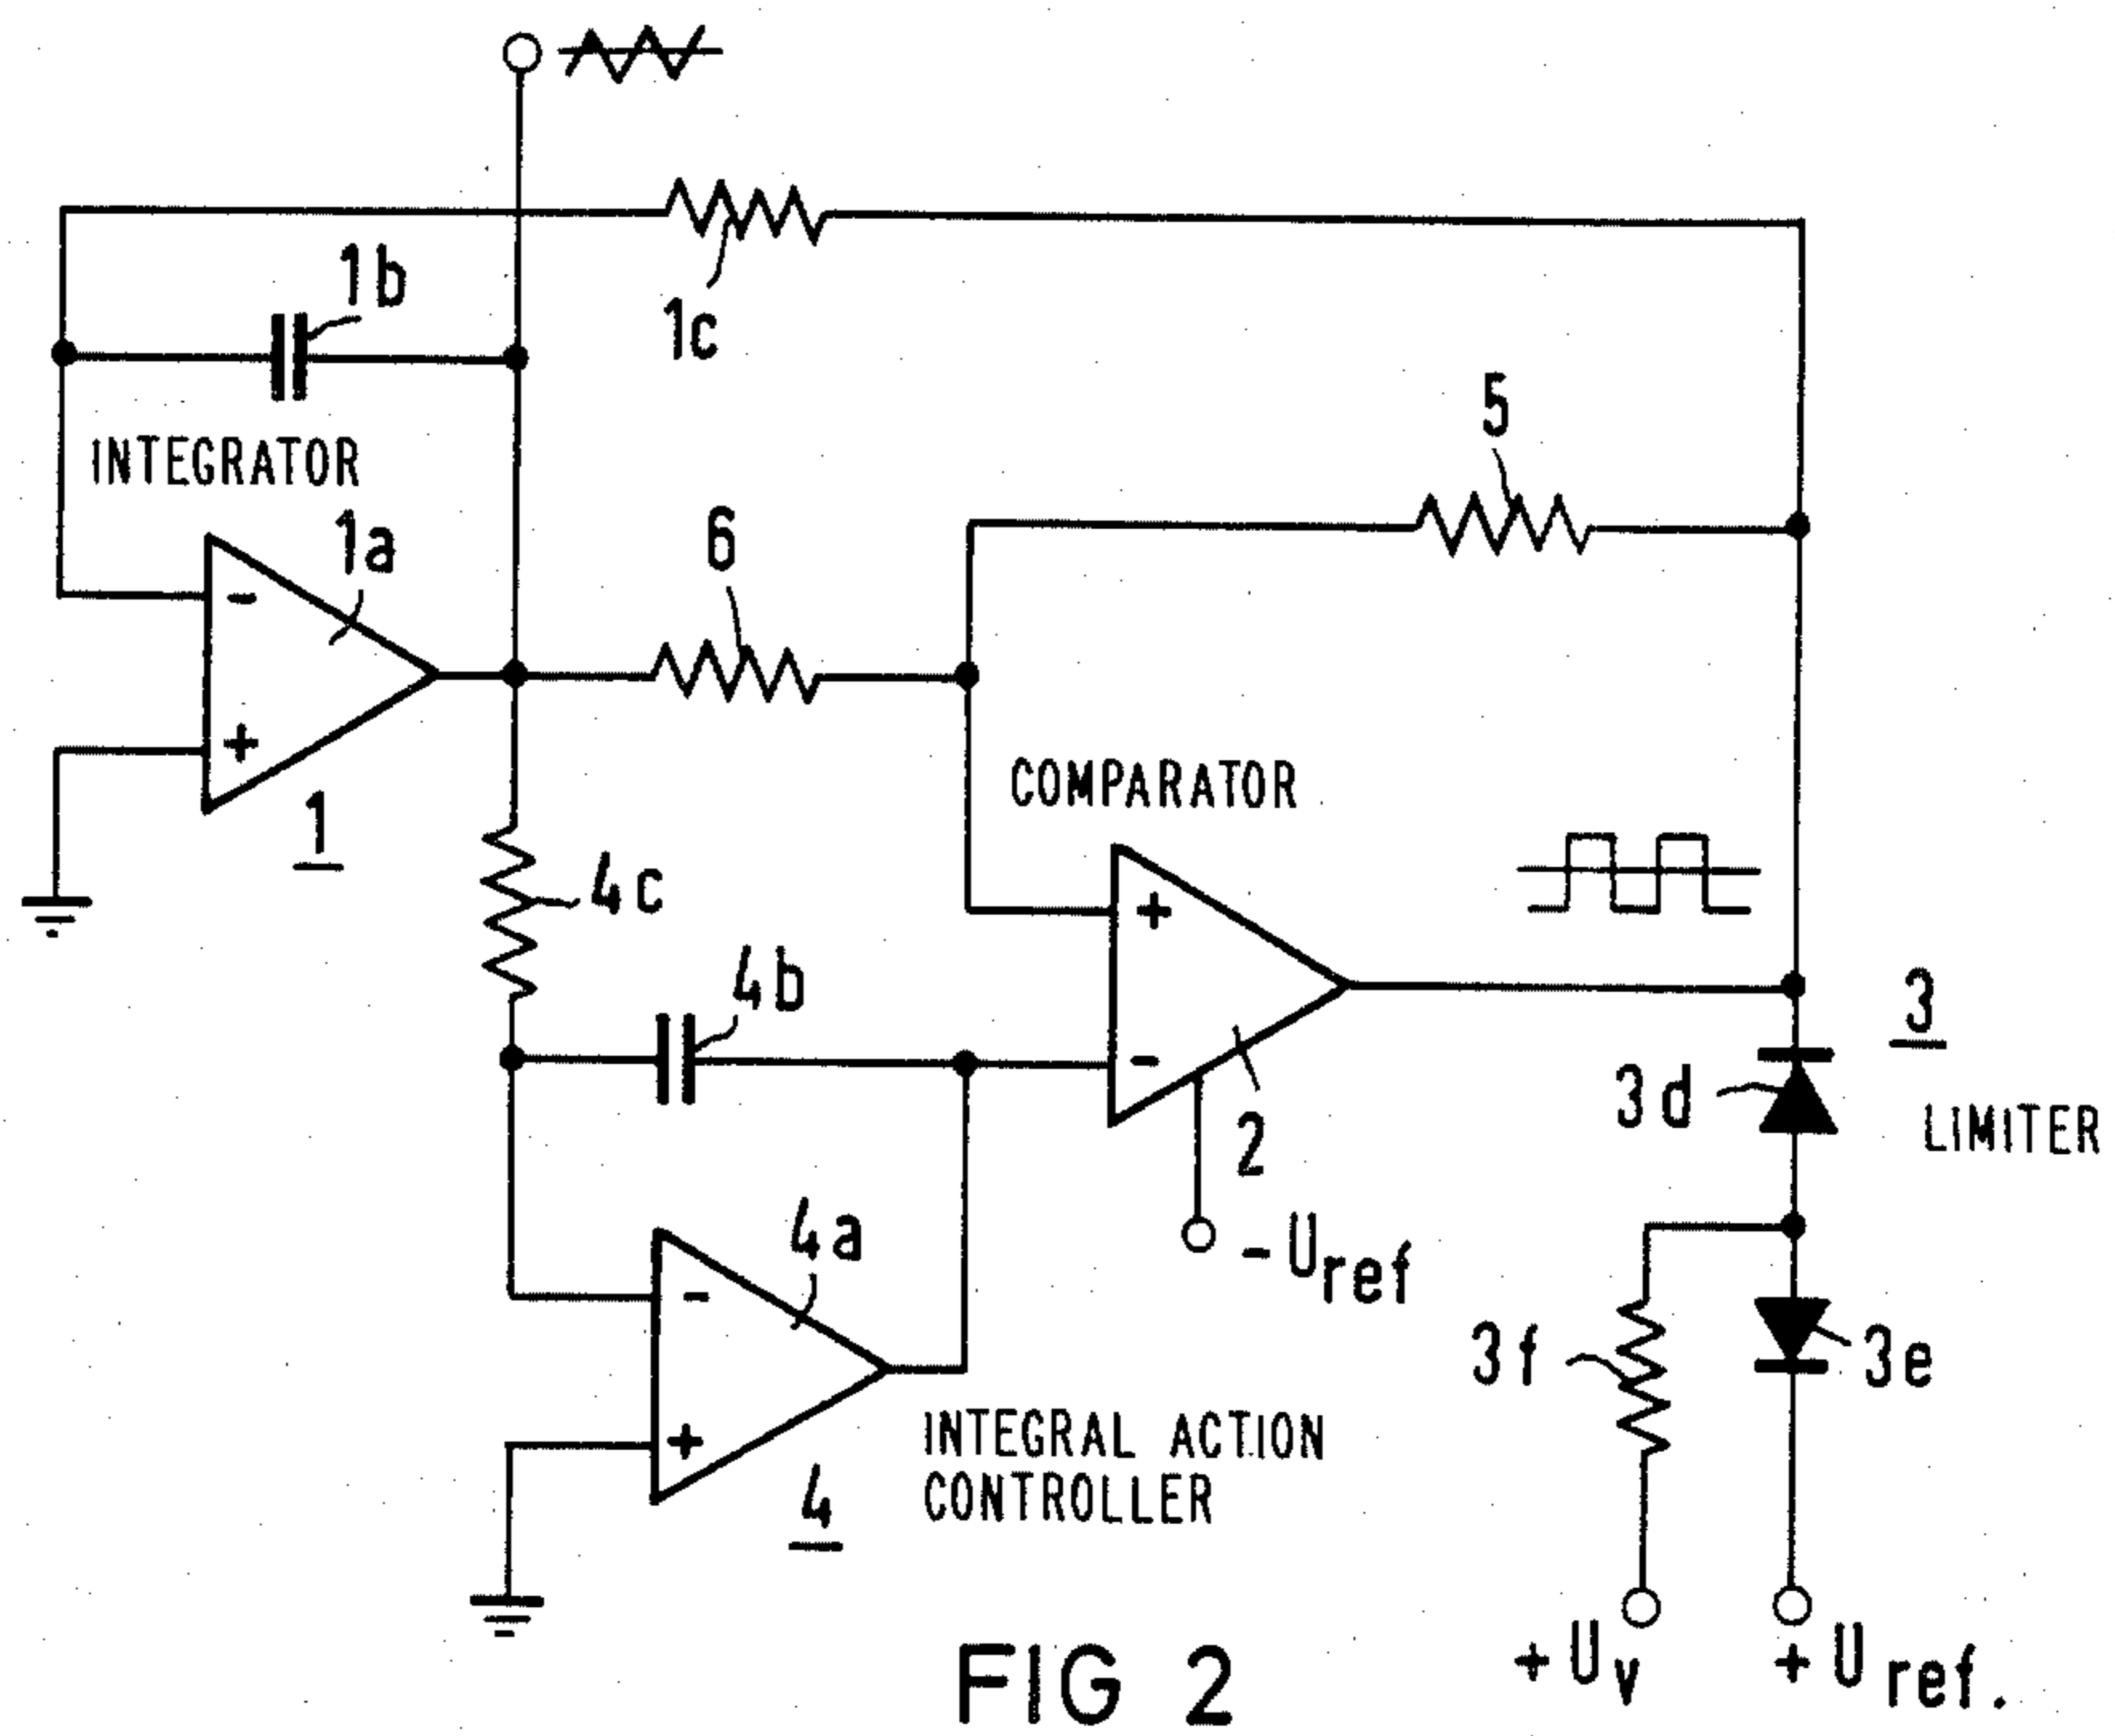 1b
1c
5
INTEGRATOR
1a
6
-
+
1
COMPARATOR
4c
+
4b
-
3
3d
LIMITER
2
-Uref
4a
-
3f
3e
+
INTEGRAL ACTION
CONTROLLER
4
+Uv
+Uref.
FIG 2